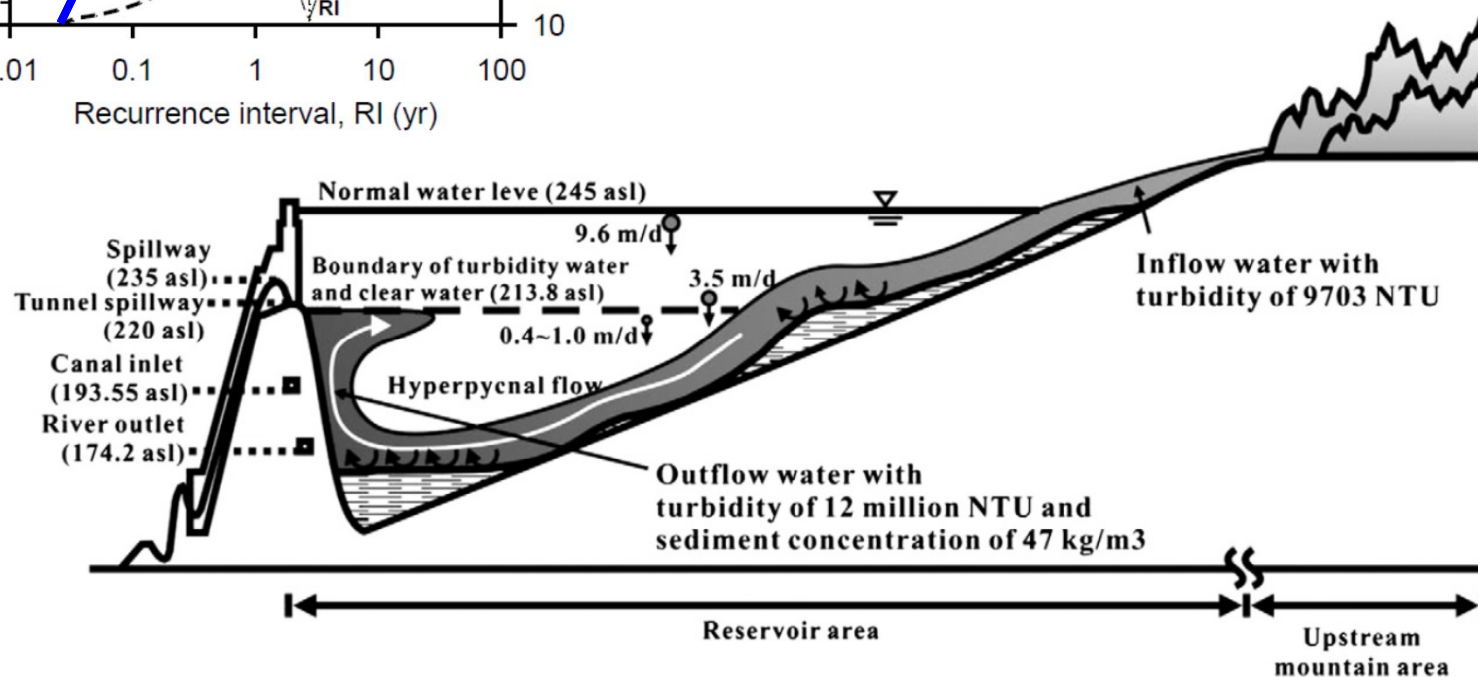 RI
10
.01 0.1 1 10 100
Recurrence interval, RI (yr)
Normal water leve (245 asl)
9.6 m/d
Spillway
(235 asl)
Boundary of turbidity water
and clear water (213.8 asl)
3.5 m/d
Tunnel spillway
(220 asl)
0.4~1.0 m/d
Inflow water with
turbidity of 9703 NTU
Canal inlet
(193.55 asl)
Hyperpycnal flow
River outlet
(174.2 asl)
Outflow water with
turbidity of 12 million NTU and
sediment concentration of 47 kg/m3
Reservoir area
Upstream
mountain area